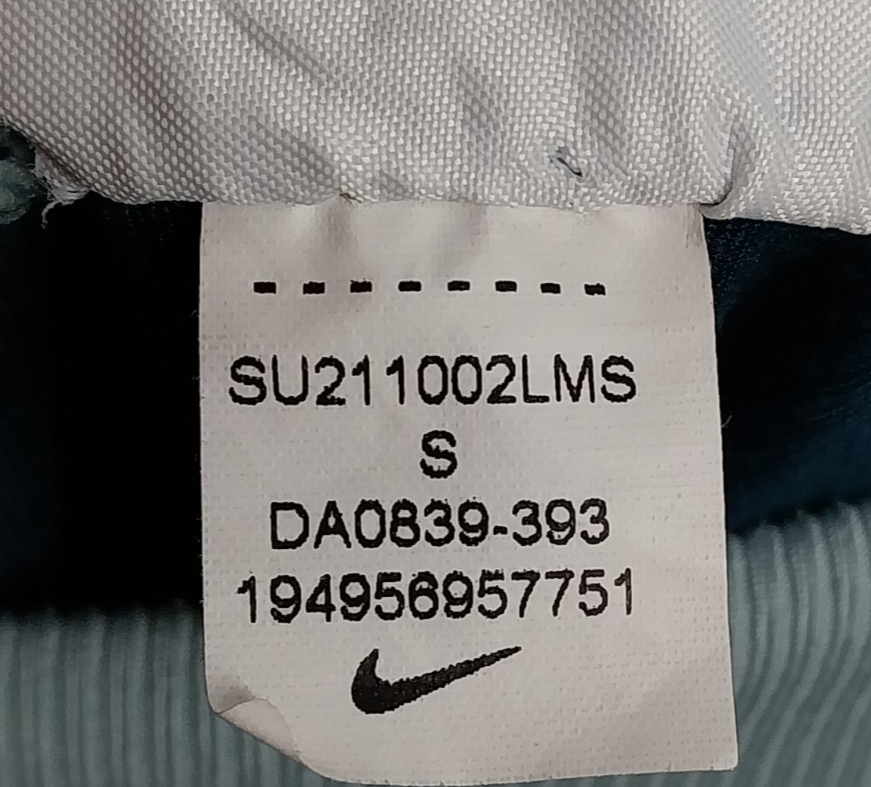 --------
SU211002LMS
S
DA0839-393
194956957751